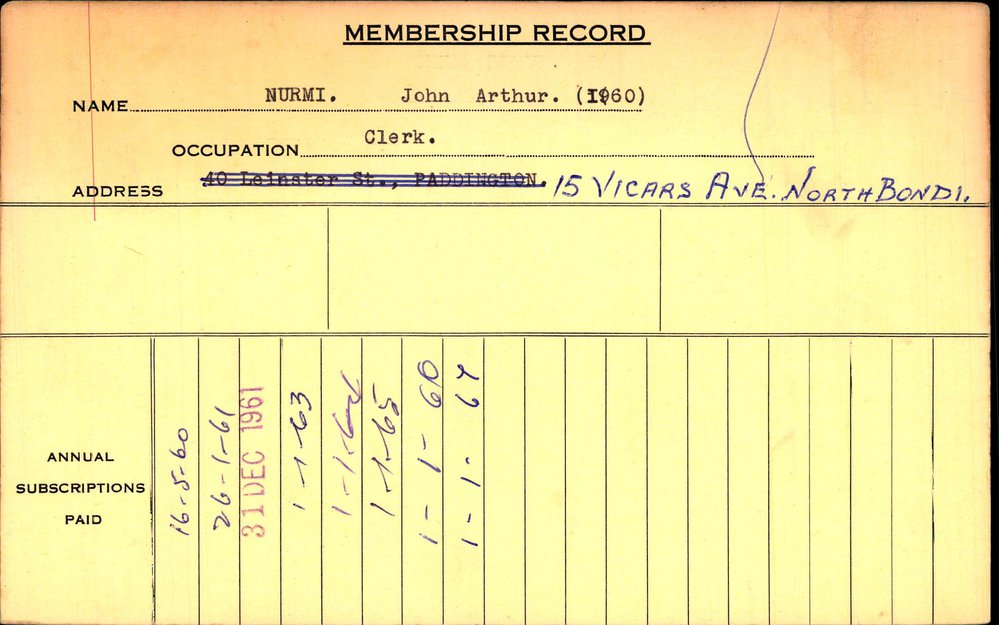 MEMBERSHIP RECORD
NAME NURMI. John Arthur. (1960)
OCCUPATION Clerk.
ADDRESS 40 Leinster St., PADDINGTON. 15 VICARS AVE. NORTH BONDI.
ANNUAL
SUBSCRIPTIONS
PAID
16-5-60
26-1-61
31 DEC 1961
1-1-63
1-1-64
1-1-65
1-1-60
1-1-67